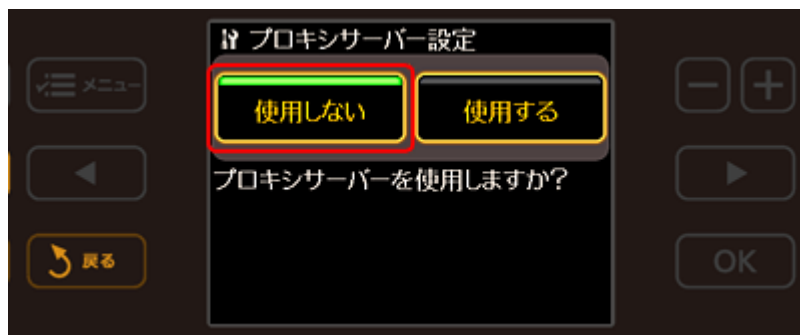 プロキシサーバー設定
メニュー
使用しない
使用する
プロキシサーバーを使用しますか?
戻る
OK